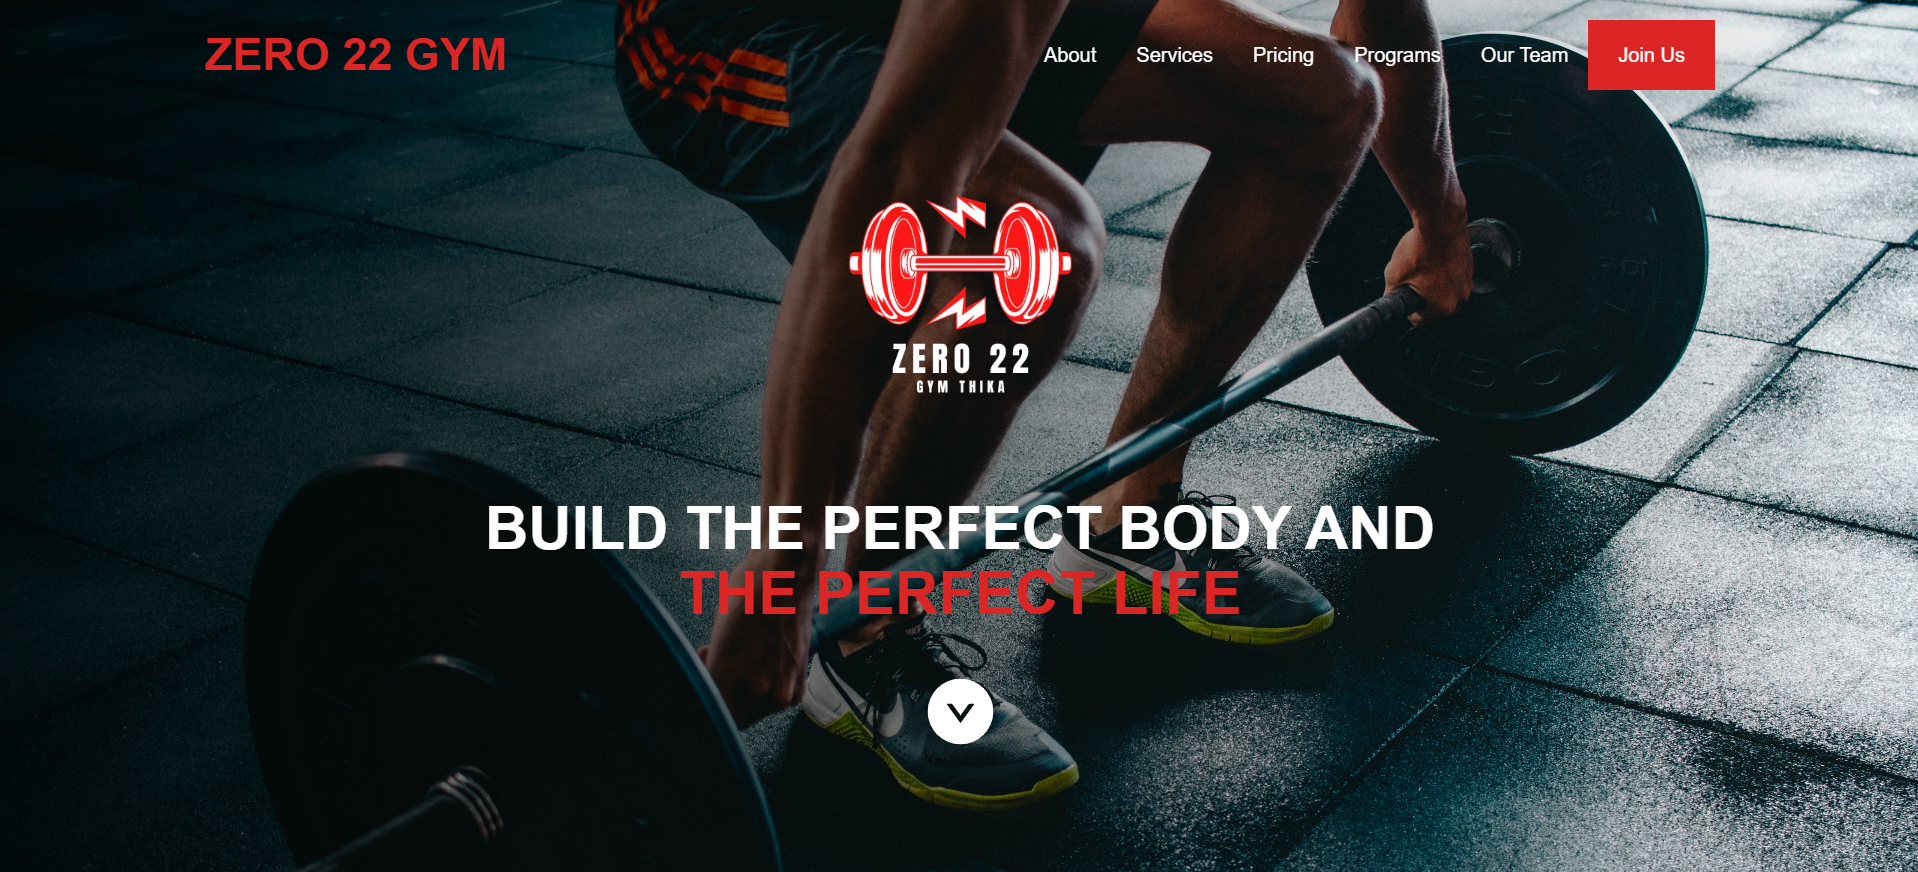 ZERO 22 GYM
About
Services
Pricing
Programs
Our Team
Join Us
ZERO 22
GYM THIKA
BUILD THE PERFECT BODY AND
THE PERFECT LIFE